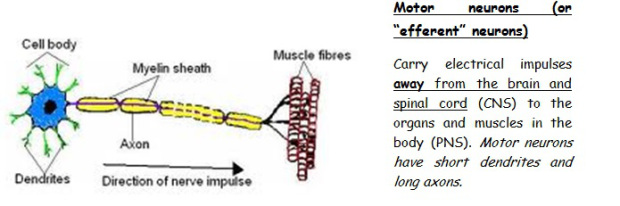 Cell body
Muscle fibres
Myelin sheath
Axon
Dendrites
Direction of nerve impulse
Motor neurons (or
“efferent” neurons)
Carry electrical impulses
away from the brain and
spinal cord (CNS) to the
organs and muscles in the
body (PNS). Motor neurons
have short dendrites and
long axons.